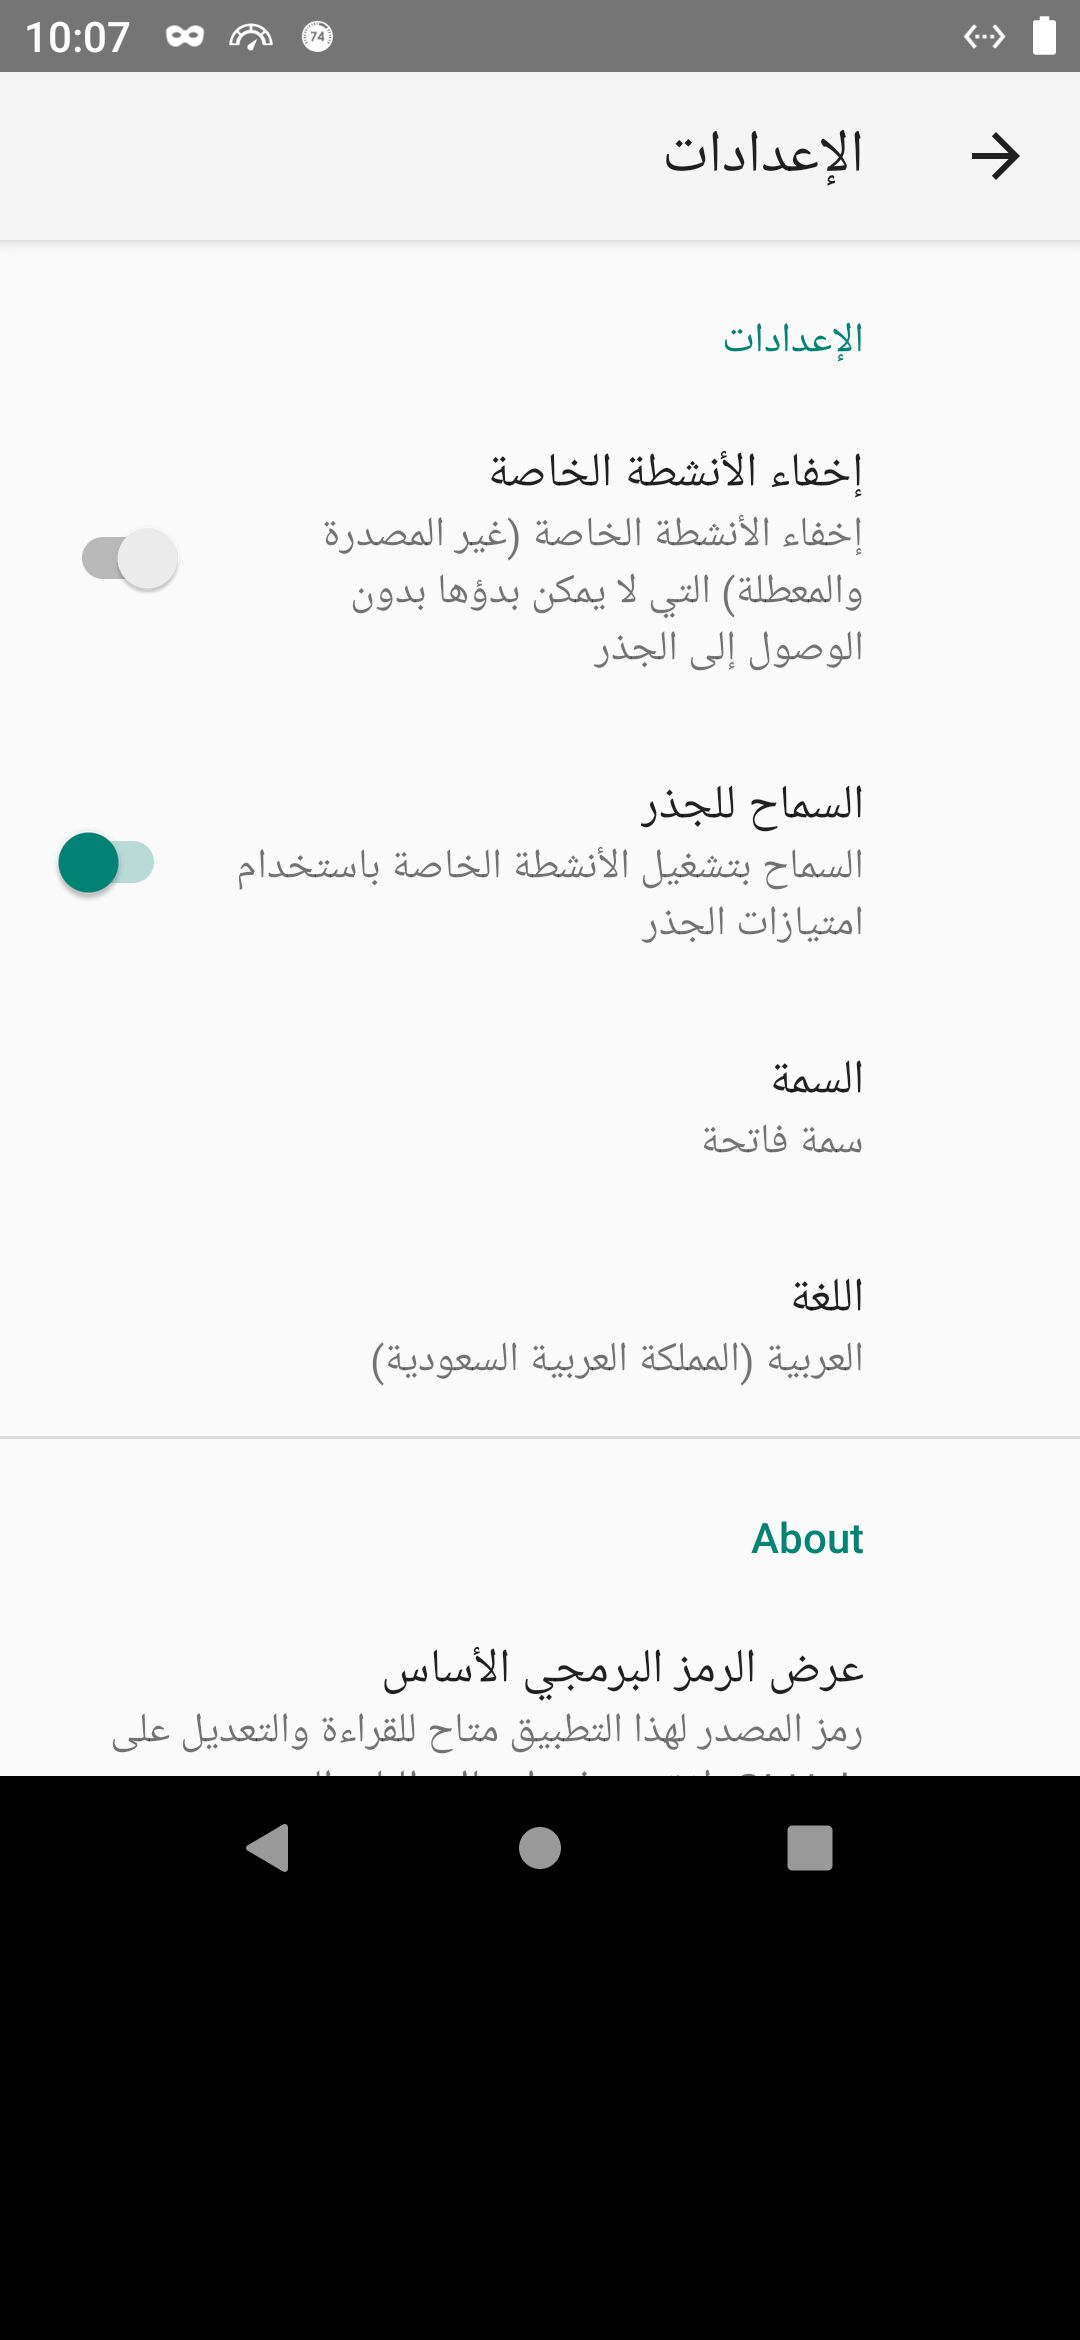 10:07
74
الإعدادات
الإعدادات
إخفاء الأنشطة الخاصة
إخفاء الأنشطة الخاصة (غير المصدرة
والمعطلة) التي لا يمكن بدؤها بدون
الوصول إلى الجذر
السماح للجذر
السماح بتشغيل الأنشطة الخاصة باستخدام
امتيازات الجذر
السمة
سمة فاتحة
اللغة
العربية (المملكة العربية السعودية)
About
عرض الرمز البرمجي الأساس
رمز المصدر لهذا التطبيق متاح للقراءة والتعديل على